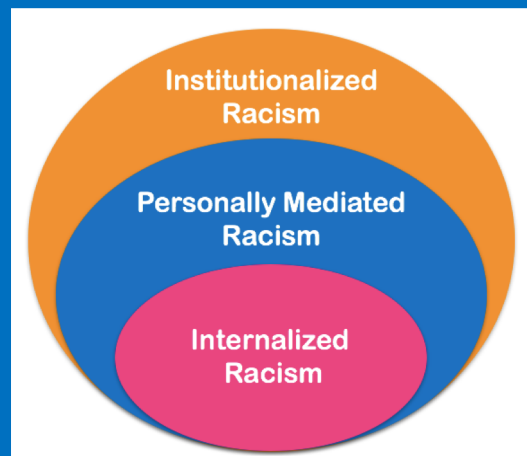 Institutionalized
Racism
Personally Mediated
Racism
Internalized
Racism